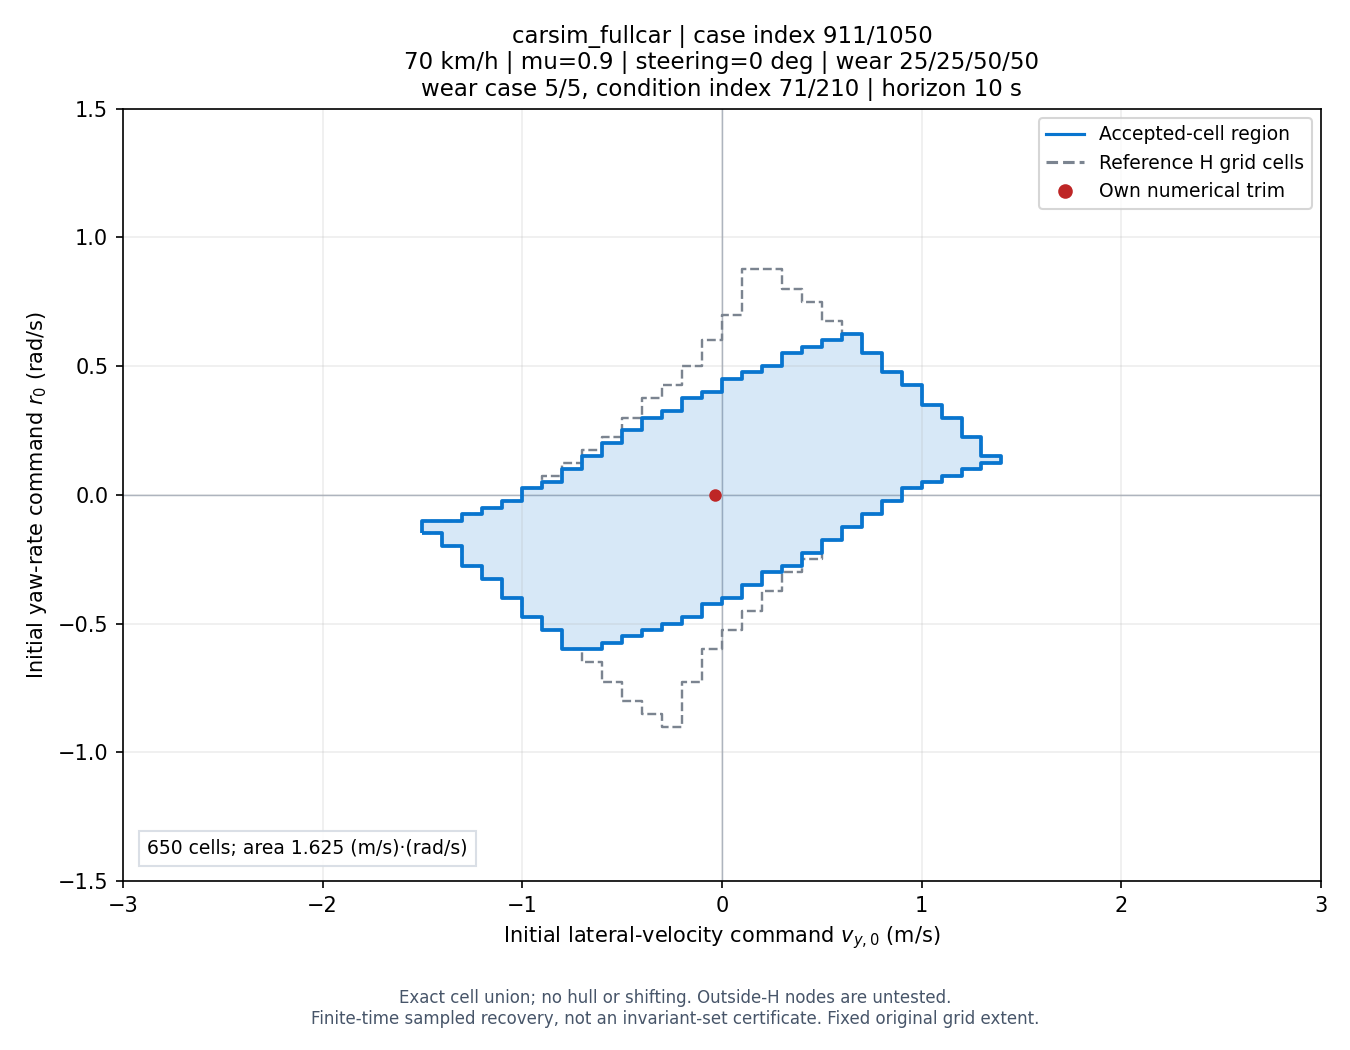 carsim_fullcar | case index 911/1050
70 km/h | mu=0.9 | steering=0 deg | wear 25/25/50/50
wear case 5/5, condition index 71/210 | horizon 10 s
Accepted-cell region
Reference H grid cells
Own numerical trim
Initial yaw-rate command r0 (rad/s)
1.5
1.0
0.5
0.0
−0.5
−1.0
−1.5
650 cells; area 1.625 (m/s)·(rad/s)
−3
−2
−1
0
1
2
3
Initial lateral-velocity command vy,0 (m/s)
Exact cell union; no hull or shifting. Outside-H nodes are untested.
Finite-time sampled recovery, not an invariant-set certificate. Fixed original grid extent.